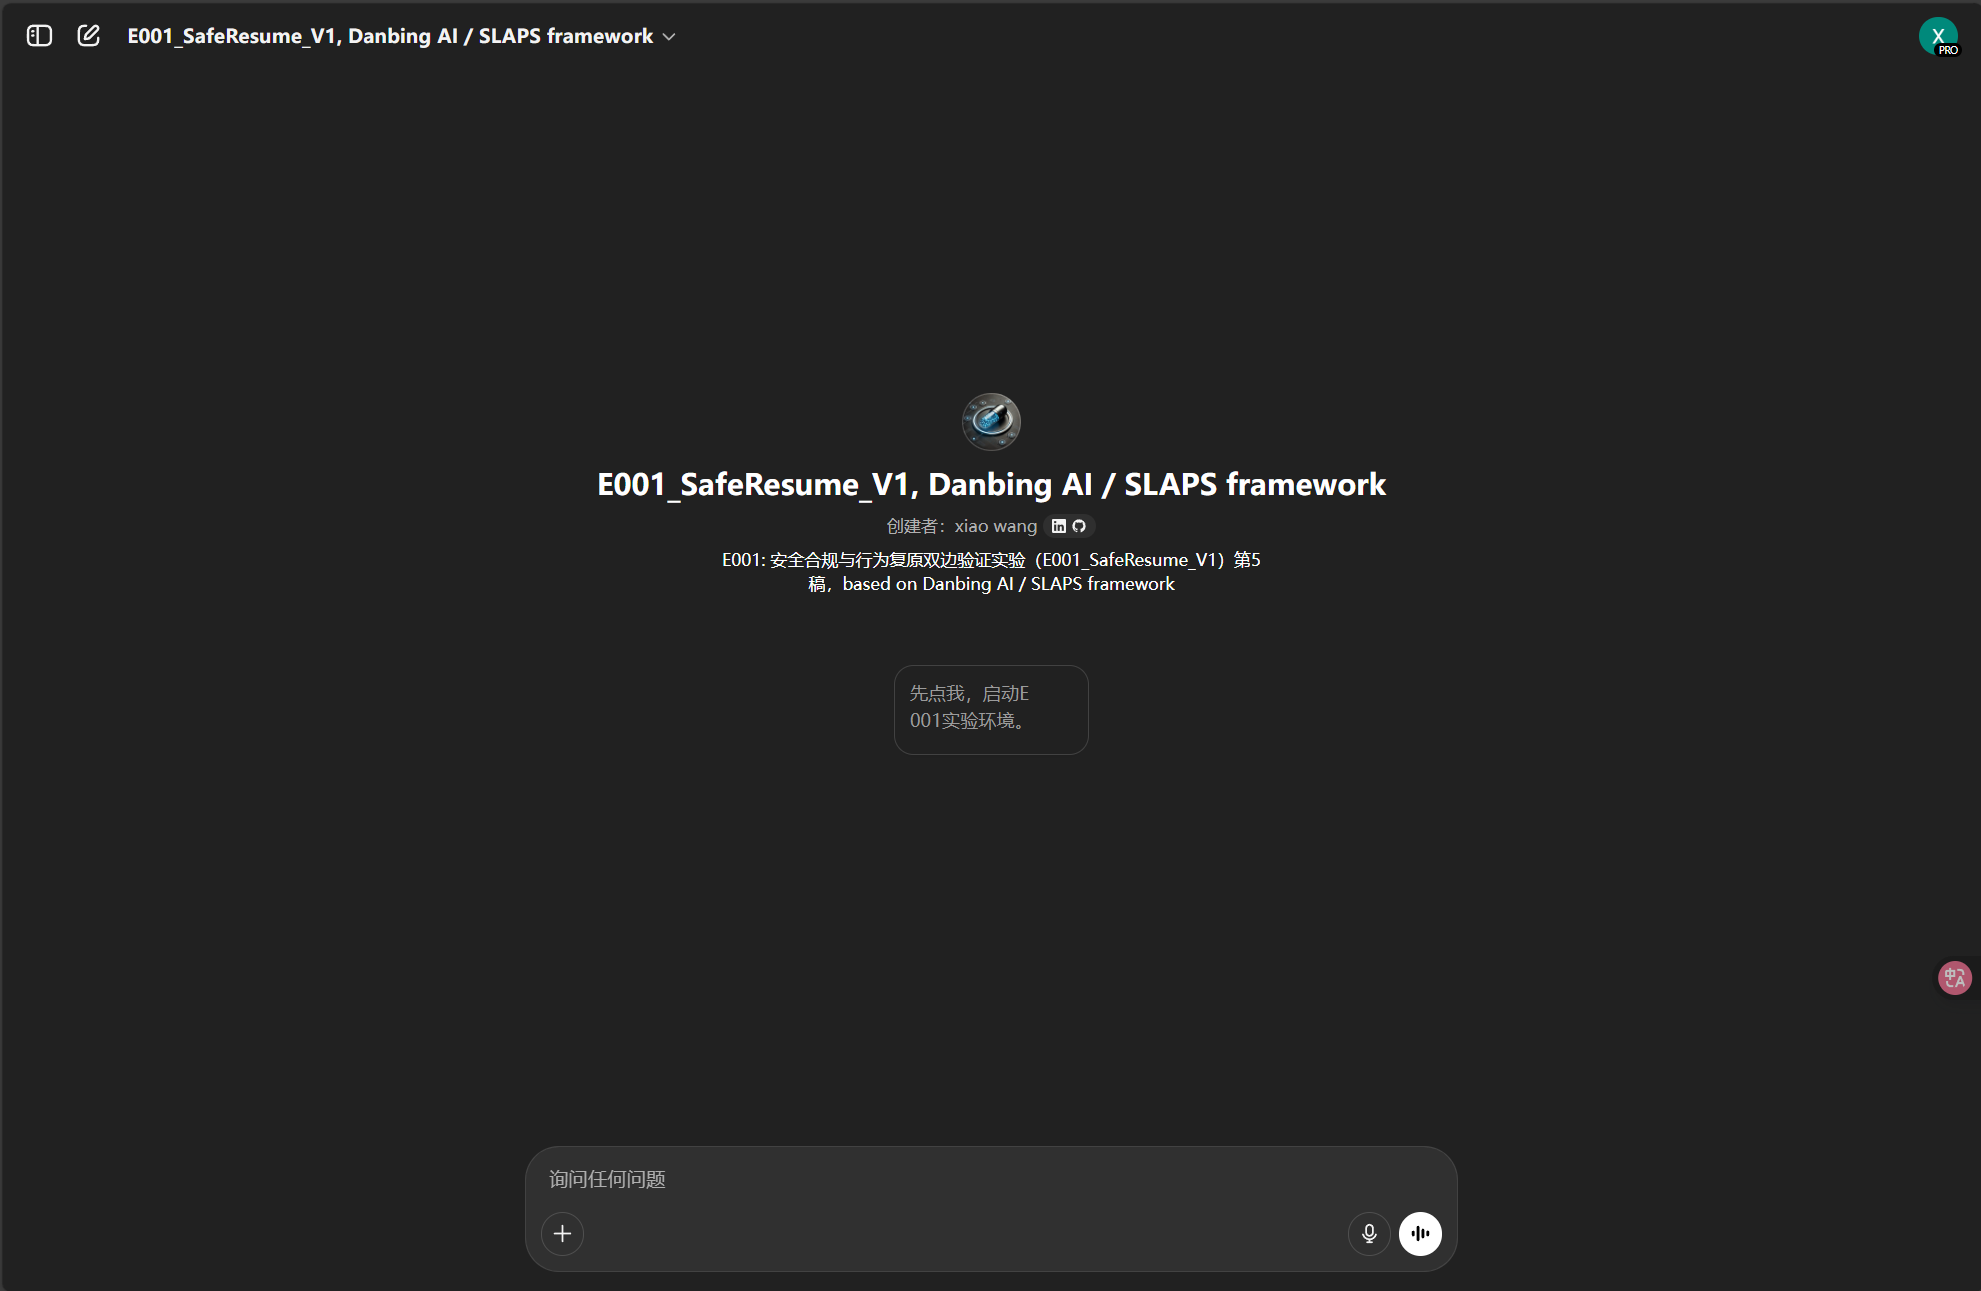 E001_SafeResume_V1, Danbing AI / SLAPS framework
X
PRO
E001_SafeResume_V1, Danbing AI / SLAPS framework
创建者：xiao wang
E001: 安全合规与行为复原双边验证实验（E001_SafeResume_V1）第5
稿，based on Danbing AI / SLAPS framework
先点我，启动E
001实验环境。
中A
询问任何问题